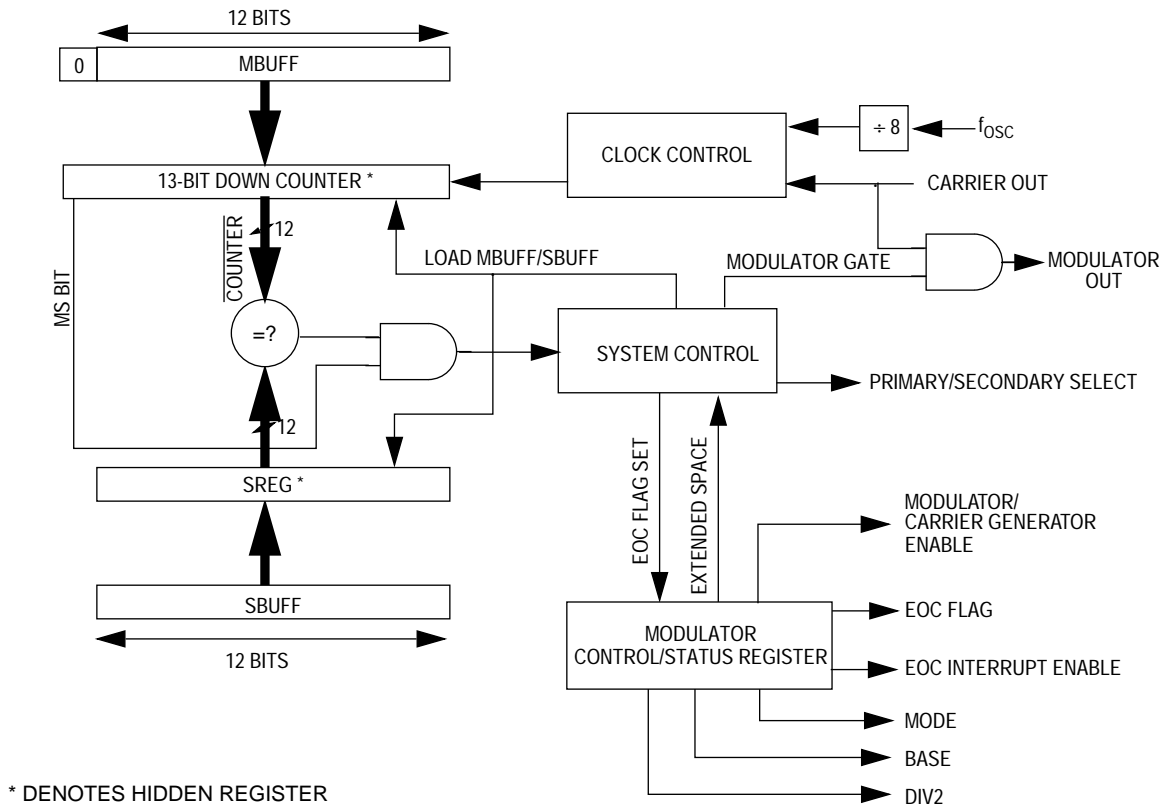 12 BITS
0
MBUFF
÷ 8
fOSC
CLOCK CONTROL
13-BIT DOWN COUNTER *
CARRIER OUT
12
COUNTER
LOAD MBUFF/SBUFF
MODULATOR GATE
MODULATOR
OUT
MS BIT
=?
SYSTEM CONTROL
PRIMARY/SECONDARY SELECT
12
SREG *
EOC FLAG SET
EXTENDED SPACE
MODULATOR/
CARRIER GENERATOR
ENABLE
SBUFF
EOC FLAG
MODULATOR
CONTROL/STATUS REGISTER
12 BITS
EOC INTERRUPT ENABLE
MODE
BASE
DIV2
* DENOTES HIDDEN REGISTER